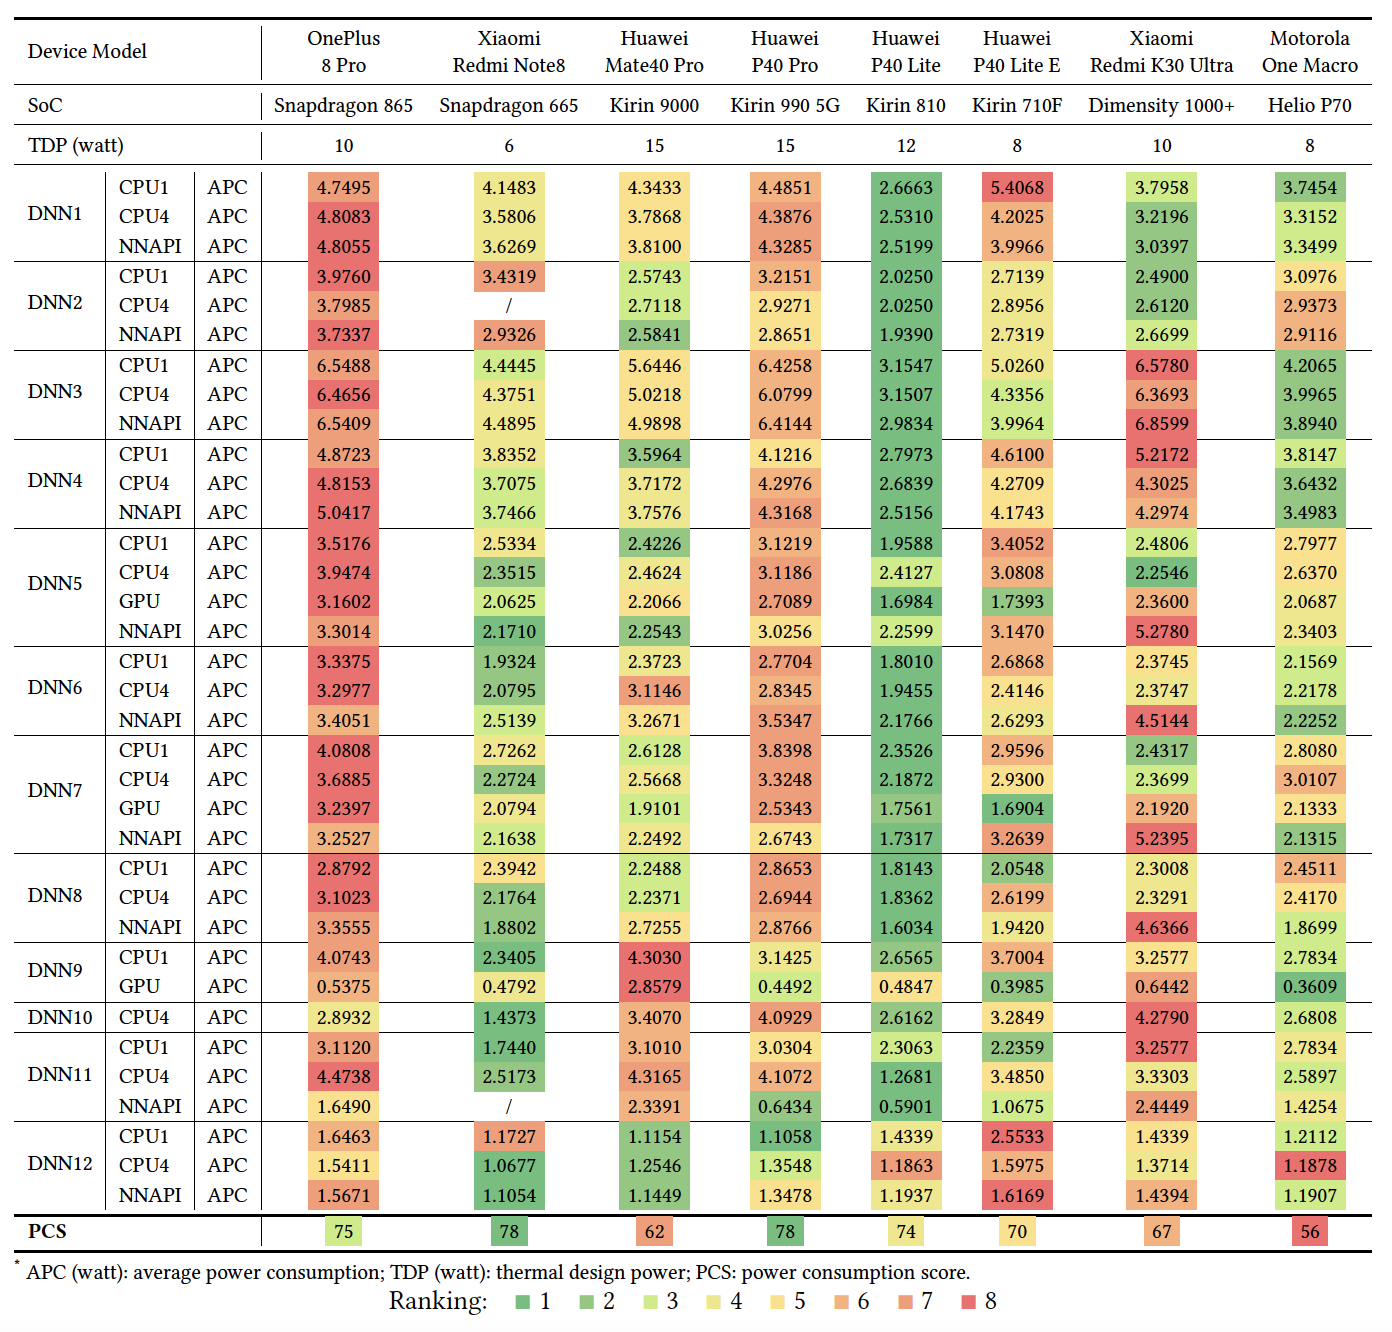 Device Model OnePlus 8 Pro Xiaomi Redmi Note8 Huawei Mate40 Pro Huawei P40 Pro Huawei P40 Lite Huawei P40 Lite E Xiaomi Redmi K30 Ultra Motorola One Macro
SoC Snapdragon 865 Snapdragon 665 Kirin 9000 Kirin 990 5G Kirin 810 Kirin 710F Dimensity 1000+ Helio P70
TDP (watt) 10 6 15 15 12 8 10 8
DNN1 CPU1 APC 4.7495 4.1483 4.3433 4.4851 2.6663 5.4068 3.7958 3.7454
CPU4 APC 4.8083 3.5806 3.7868 4.3876 2.5310 4.2025 3.2196 3.3152
NNAPI APC 4.8055 3.6269 3.8100 4.3285 2.5199 3.9966 3.0397 3.3499
DNN2 CPU1 APC 3.9760 3.4319 2.5743 3.2151 2.0250 2.7139 2.4900 3.0976
CPU4 APC 3.7985 / 2.7118 2.9271 2.0250 2.8956 2.6120 2.9373
NNAPI APC 3.7337 2.9326 2.5841 2.8651 1.9390 2.7319 2.6699 2.9116
DNN3 CPU1 APC 6.5488 4.4445 5.6446 6.4258 3.1547 5.0260 6.5780 4.2065
CPU4 APC 6.4656 4.3751 5.0218 6.0799 3.1507 4.3356 6.3693 3.9965
NNAPI APC 6.5409 4.4895 4.9898 6.4144 2.9834 3.9964 6.8599 3.8940
DNN4 CPU1 APC 4.8723 3.8352 3.5964 4.1216 2.7973 4.6100 5.2172 3.8147
CPU4 APC 4.8153 3.7075 3.7172 4.2976 2.6839 4.2709 4.3025 3.6432
NNAPI APC 5.0417 3.7466 3.7576 4.3168 2.5156 4.1743 4.2974 3.4983
DNN5 CPU1 APC 3.5176 2.5334 2.4226 3.1219 1.9588 3.4052 2.4806 2.7977
CPU4 APC 3.9474 2.3515 2.4624 3.1186 2.4127 3.0808 2.2546 2.6370
GPU APC 3.1602 2.0625 2.2066 2.7089 1.6984 1.7393 2.3600 2.0687
NNAPI APC 3.3014 2.1710 2.2543 3.0256 2.2599 3.1470 5.2780 2.3403
DNN6 CPU1 APC 3.3375 1.9324 2.3723 2.7704 1.8010 2.6868 2.3745 2.1569
CPU4 APC 3.2977 2.0795 3.1146 2.8345 1.9455 2.4146 2.3747 2.2178
NNAPI APC 3.4051 2.5139 3.2671 3.5347 2.1766 2.6293 4.5144 2.2252
DNN7 CPU1 APC 4.0808 2.7262 2.6128 3.8398 2.3526 2.9596 2.4317 2.8080
CPU4 APC 3.6885 2.2724 2.5668 3.3248 2.1872 2.9300 2.3699 3.0107
GPU APC 3.2397 2.0794 1.9101 2.5343 1.7561 1.6904 2.1920 2.1333
NNAPI APC 3.2527 2.1638 2.2492 2.6743 1.7317 3.2639 5.2395 2.1315
DNN8 CPU1 APC 2.8792 2.3942 2.2488 2.8653 1.8143 2.0548 2.3008 2.4511
CPU4 APC 3.1023 2.1764 2.2371 2.6944 1.8362 2.6199 2.3291 2.4170
NNAPI APC 3.3555 1.8802 2.7255 2.8766 1.6034 1.9420 4.6366 1.8699
DNN9 CPU1 APC 4.0743 2.3405 4.3030 3.1425 2.6565 3.7004 3.2577 2.7834
GPU APC 0.5375 0.4792 2.8579 0.4492 0.4847 0.3985 0.6442 0.3609
DNN10 CPU4 APC 2.8932 1.4373 3.4070 4.0929 2.6162 3.2849 4.2790 2.6808
DNN11 CPU1 APC 3.1120 1.7440 3.1010 3.0304 2.3063 2.2359 3.2577 2.7834
CPU4 APC 4.4738 2.5173 4.3165 4.1072 1.2681 3.4850 3.3303 2.5897
NNAPI APC 1.6490 / 2.3391 0.6434 0.5901 1.0675 2.4449 1.4254
DNN12 CPU1 APC 1.6463 1.1727 1.1154 1.1058 1.4339 2.5533 1.4339 1.2112
CPU4 APC 1.5411 1.0677 1.2546 1.3548 1.1863 1.5975 1.3714 1.1878
NNAPI APC 1.5671 1.1054 1.1449 1.3478 1.1937 1.6169 1.4394 1.1907
PCS 75 78 62 78 74 70 67 56
* APC (watt): average power consumption; TDP (watt): thermal design power; PCS: power consumption score.
Ranking: 1 2 3 4 5 6 7 8